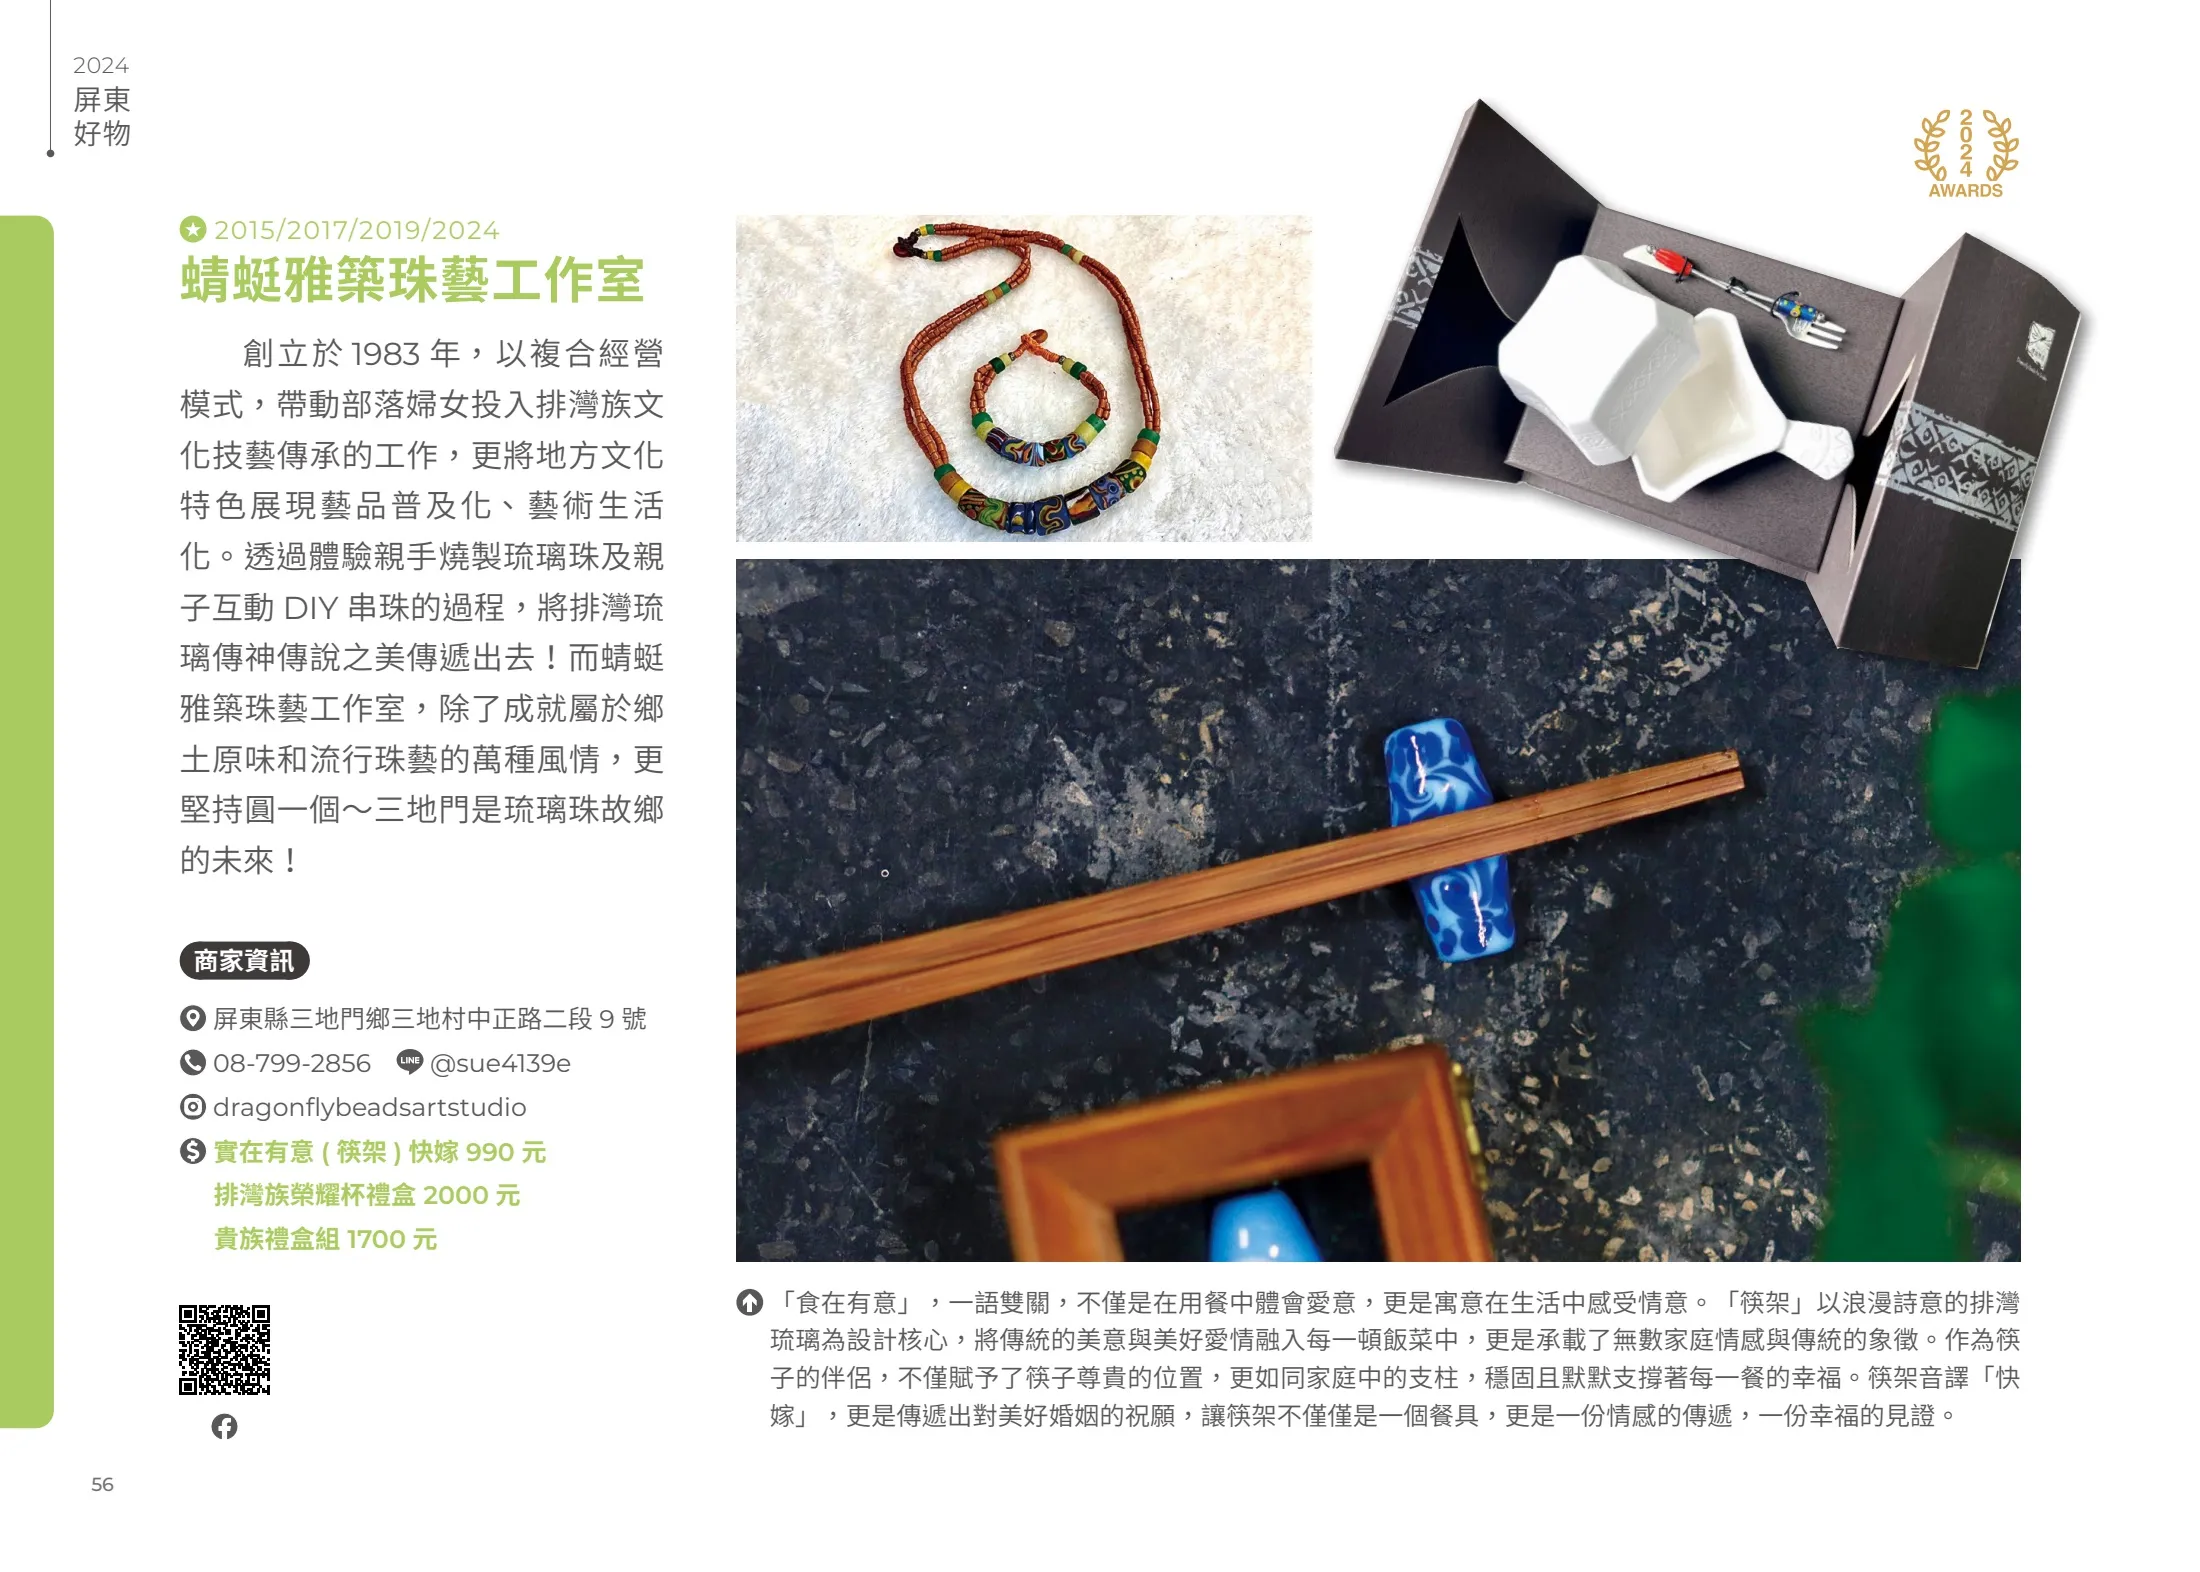 2024
屏東
好物
2024
AWARDS
2015/2017/2019/2024
蜻蜓雅築珠藝工作室
創立於 1983 年，以複合經營
模式，帶動部落婦女投入排灣族文
化技藝傳承的工作，更將地方文化
特色展現藝品普及化、藝術生活
化。透過體驗親手燒製琉璃珠及親
子互動 DIY 串珠的過程，將排灣琉
璃傳神傳說之美傳遞出去！而蜻蜓
雅築珠藝工作室，除了成就屬於鄉
土原味和流行珠藝的萬種風情，更
堅持圓一個～三地門是琉璃珠故鄉
的未來！
商家資訊
屏東縣三地門鄉三地村中正路二段 9 號
08-799-2856 LINE @sue4139e
dragonflybeadsartstudio
實在有意 ( 筷架 ) 快嫁 990 元
排灣族榮耀杯禮盒 2000 元
貴族禮盒組 1700 元
「食在有意」，一語雙關，不僅是在用餐中體會愛意，更是寓意在生活中感受情意。「筷架」以浪漫詩意的排灣
琉璃為設計核心，將傳統的美意與美好愛情融入每一頓飯菜中，更是承載了無數家庭情感與傳統的象徵。作為筷
子的伴侶，不僅賦予了筷子尊貴的位置，更如同家庭中的支柱，穩固且默默支撐著每一餐的幸福。筷架音譯「快
嫁」，更是傳遞出對美好婚姻的祝願，讓筷架不僅僅是一個餐具，更是一份情感的傳遞，一份幸福的見證。
56